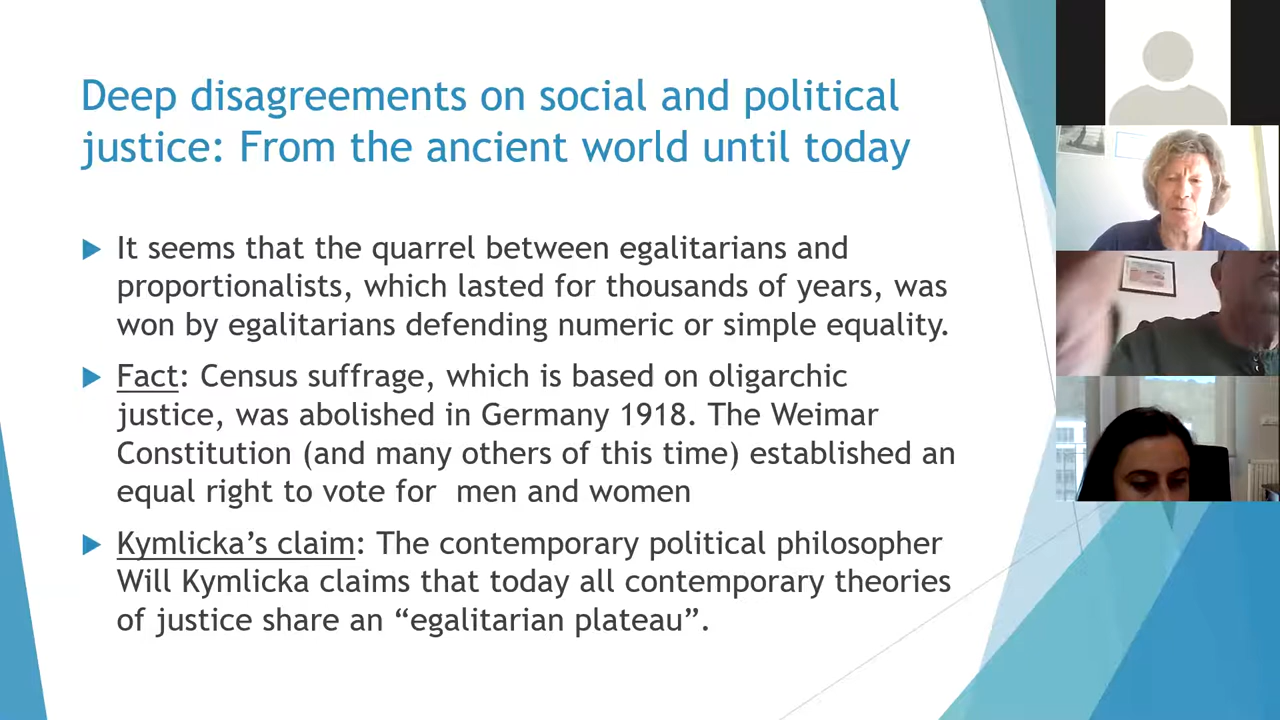 Deep disagreements on social and political
justice: From the ancient world until today
It seems that the quarrel between egalitarians and
proportionalists, which lasted for thousands of years, was
won by egalitarians defending numeric or simple equality.
Fact: Census suffrage, which is based on oligarchic
justice, was abolished in Germany 1918. The Weimar
Constitution (and many others of this time) established an
equal right to vote for  men and women
Kymlicka’s claim: The contemporary political philosopher
Will Kymlicka claims that today all contemporary theories
of justice share an “egalitarian plateau”.